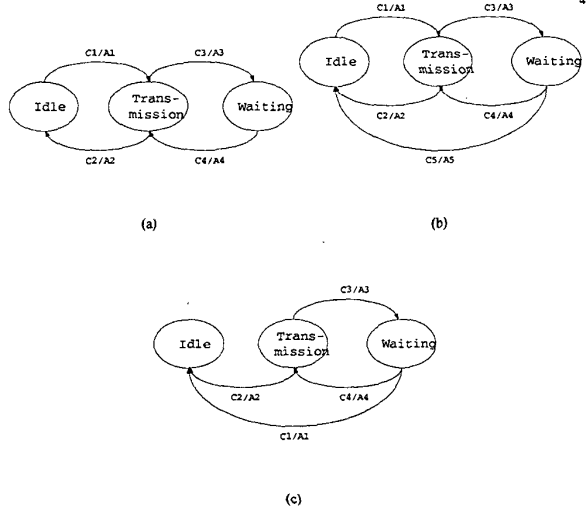 C1/A1
C3/A3
Idle
Trans-
mission
Waiting
C2/A2
C4/A4
(a)
C1/A1
C3/A3
Idle
Trans-
mission
Waiting
C2/A2
C4/A4
C5/A5
(b)
C3/A3
Idle
Trans-
mission
Waiting
C2/A2
C4/A4
C1/A1
(c)